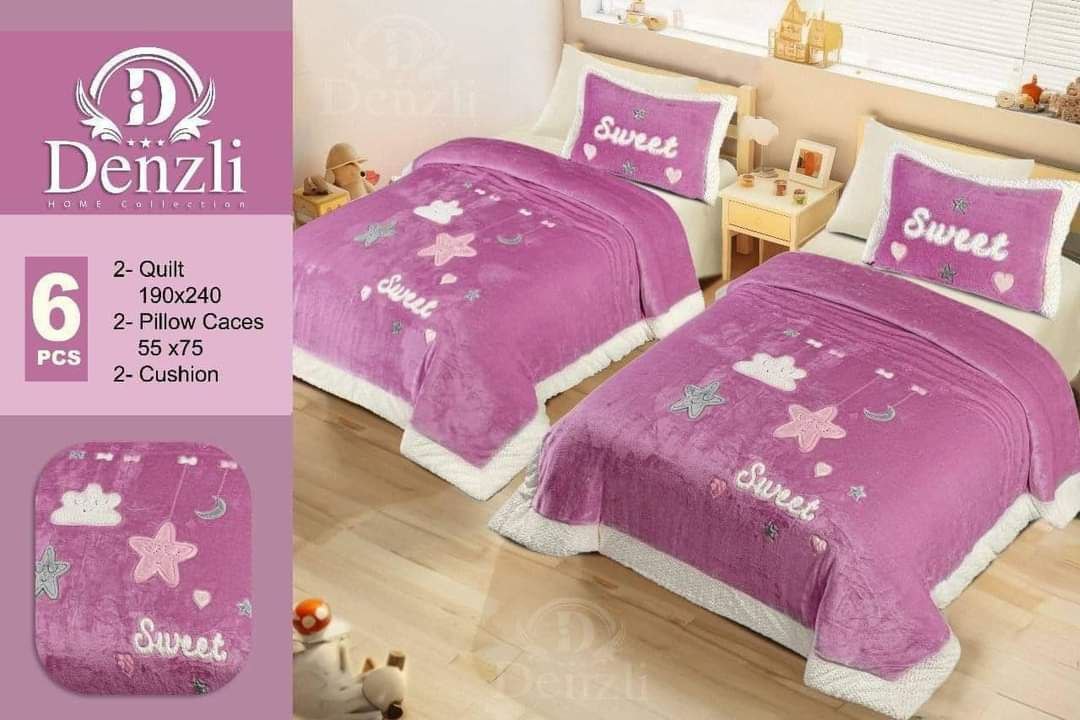 D
Denzli
HOME Collection
6
PCS
2- Quilt
190x240
2- Pillow Caces
55 x75
2- Cushion
Sweet
Denzli
Sweet
Sweet
Sweet
Sweet
Denzli